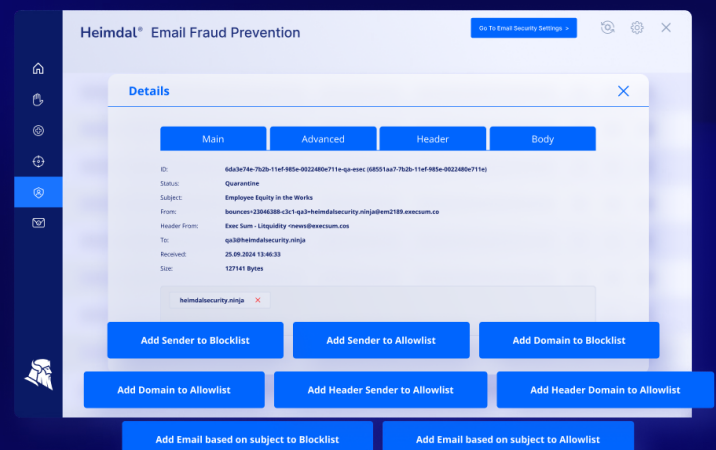 Heimdal® Email Fraud Prevention
Go To Email Security Settings >
Details
Main
Advanced
Header
Body
ID: 6da3e74e-7b2b-11ef-985e-0022480e711e-qa-esec (68551aa7-7b2b-11ef-985e-0022480e711e)
Status: Quarantine
Subject: Employee Equity in the Works
From: bounces+23046388-c3c1-qa3=heimdalsecurity.ninja@em2189.execsum.co
Header From: Exec Sum - Litquidity <news@execsum.cos
To: qa3@heimdalsecurity.ninja
Received: 25.09.2024 13:46:33
Size: 127141 Bytes
heimdalsecurity.ninja
Add Sender to Blocklist
Add Sender to Allowlist
Add Domain to Blocklist
Add Domain to Allowlist
Add Header Sender to Allowlist
Add Header Domain to Allowlist
Add Email based on subject to Blocklist
Add Email based on subject to Allowlist